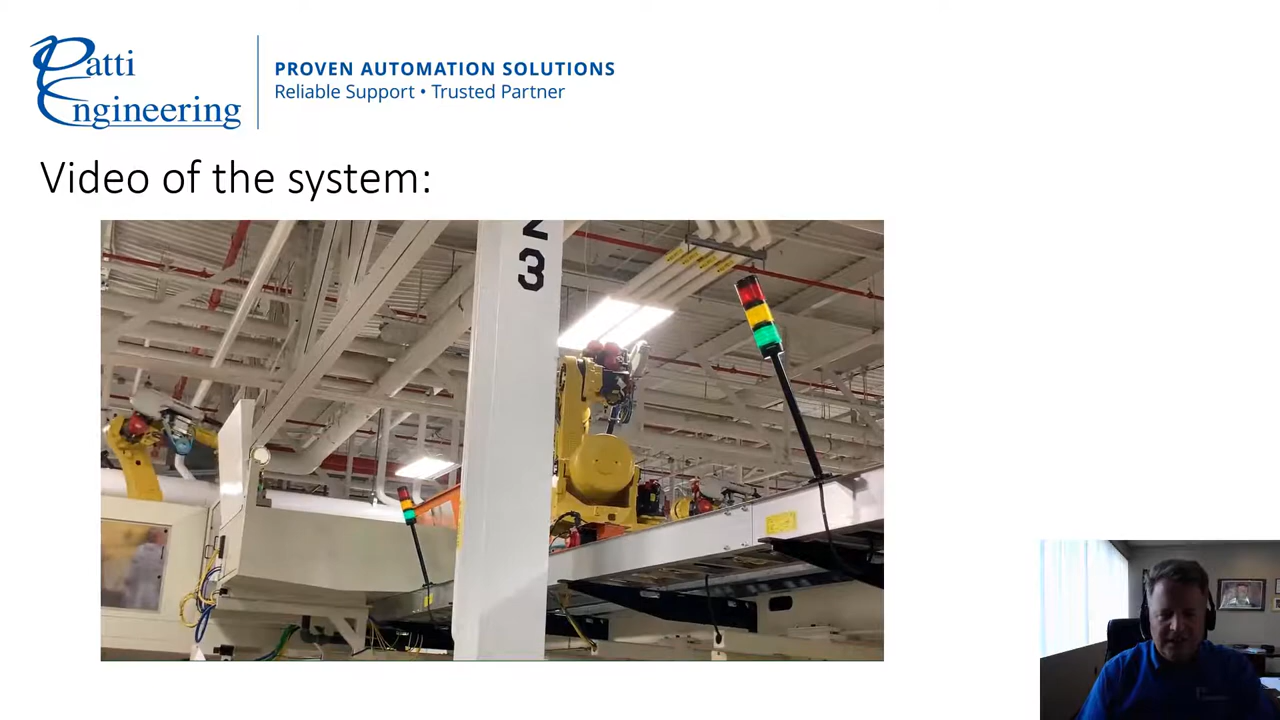 Patti
Engineering
PROVEN AUTOMATION SOLUTIONS
Reliable Support • Trusted Partner
Video of the system:
3